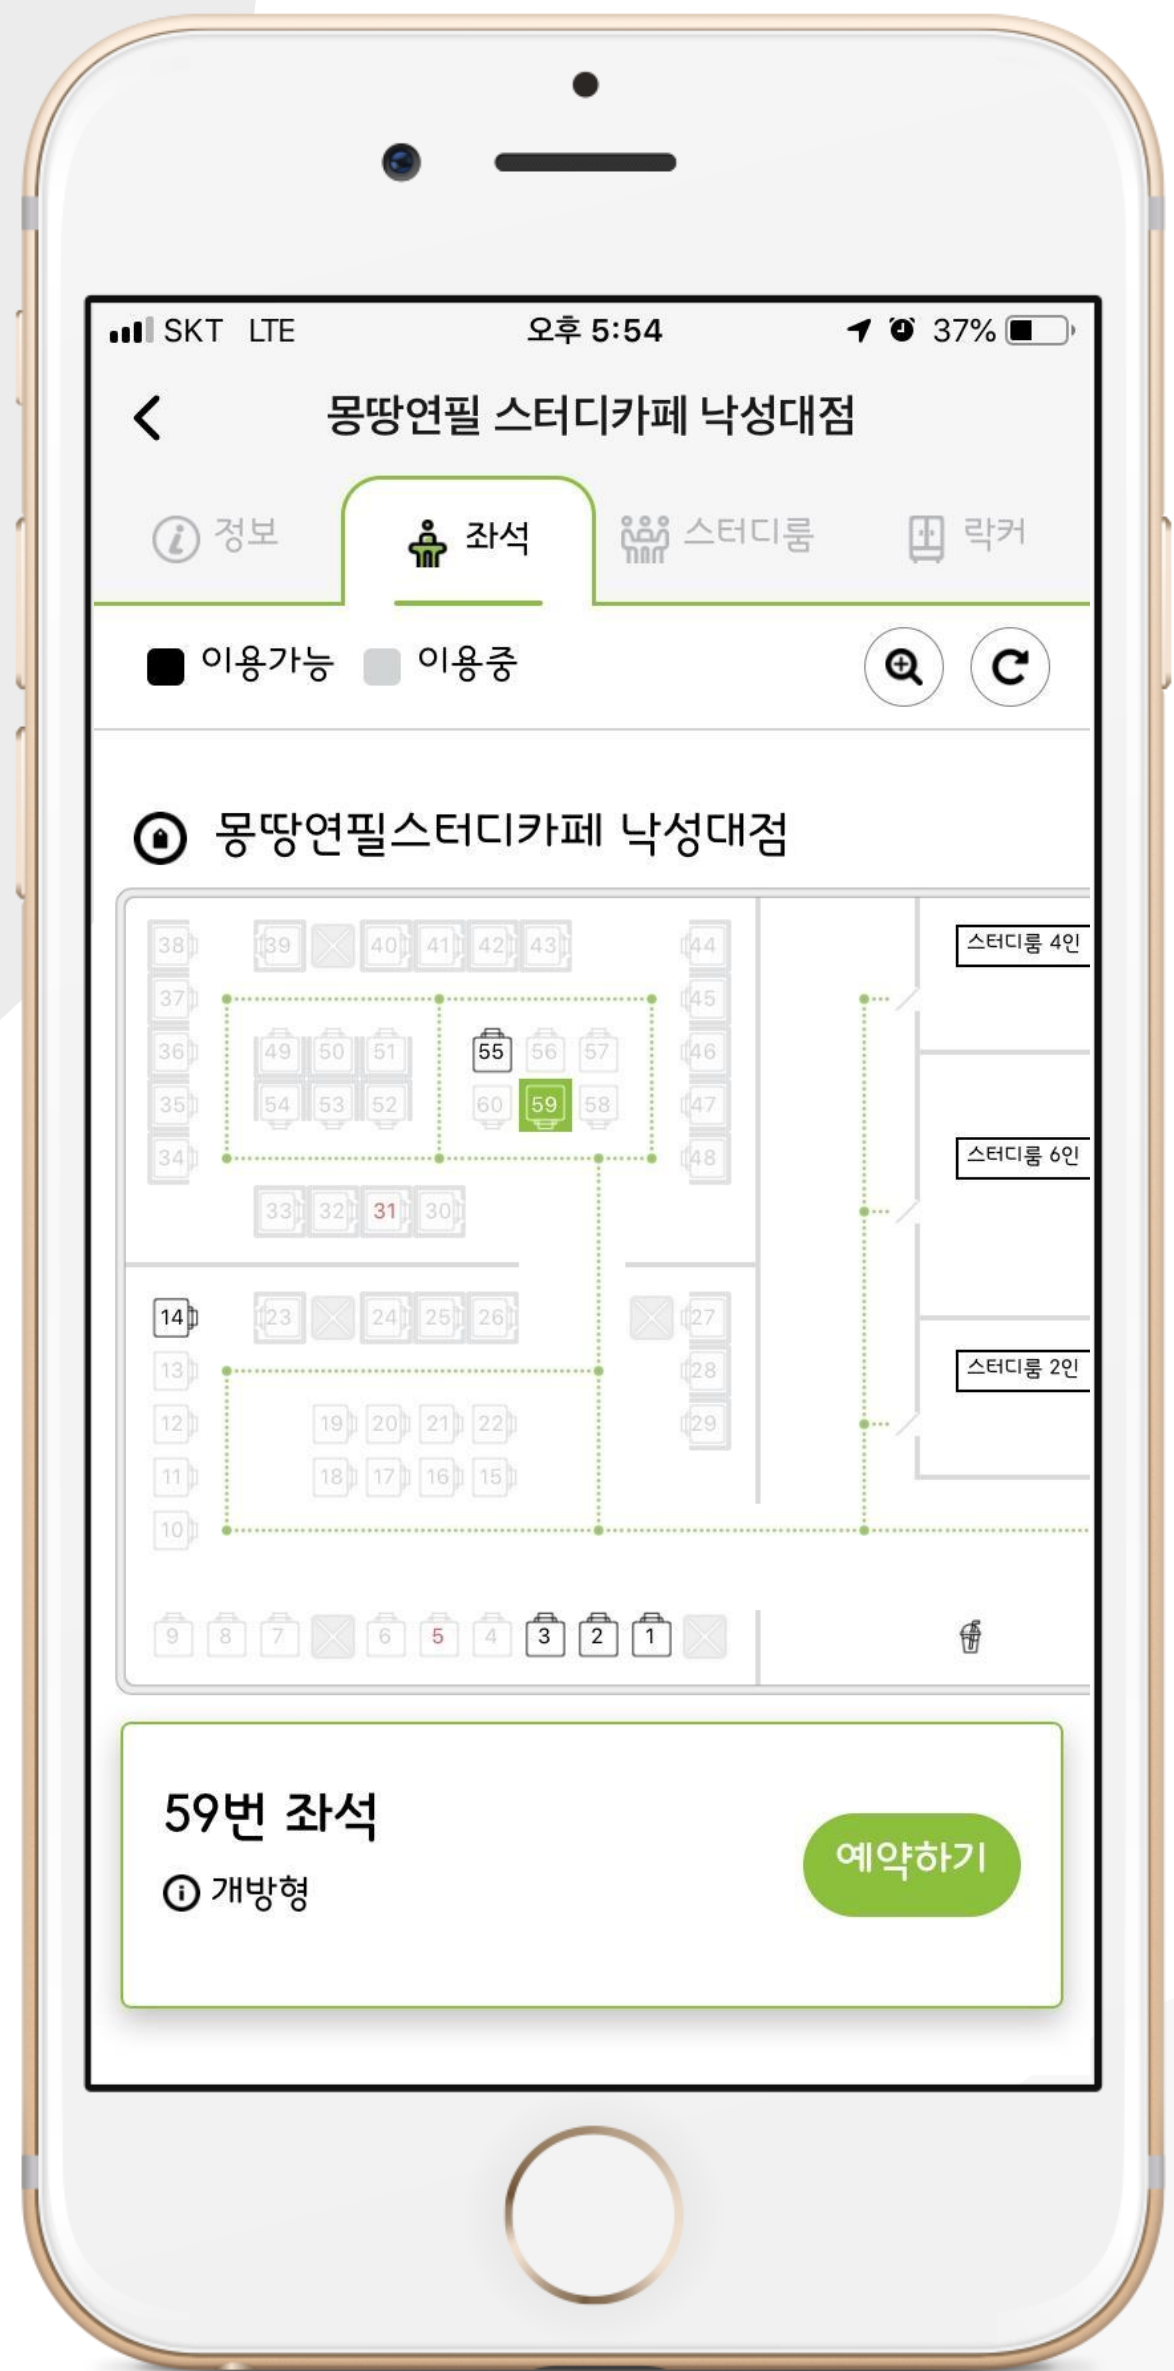 SKT LTE 오후 5:54 37%
몽땅연필 스터디카페 낙성대점
정보 좌석 스터디룸 락커
이용가능 이용중
몽땅연필스터디카페 낙성대점
38 39 40 41 42 43 44
스터디룸 4인
37 45
36 49 50 51 55 56 57 46
35 54 53 52 60 59 58 47
34 48
스터디룸 6인
33 32 31 30
14 23 24 25 26 27
13 28
스터디룸 2인
12 19 20 21 22 29
11 18 17 16 15
10
9 8 7 6 5 4 3 2 1
59번 좌석
개방형
예약하기